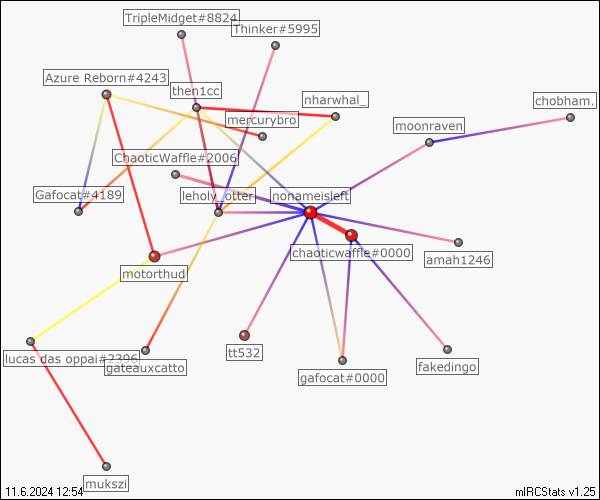 TripleMidget#8824
Thinker#5995
Azure Reborn#4243
then1cc
nharwhal_
chobham.
mercurybro
moonraven
ChaoticWaffle#2006
Gafocat#4189
leholy_otter
nonameisleft
chaoticwaffle#0000
amah1246
motorthud
tt532
lucas das oppai#2396
gateauxcatto
gafocat#0000
fakedingo
mukszi
11.6.2024 12:54
mIRCStats v1.25